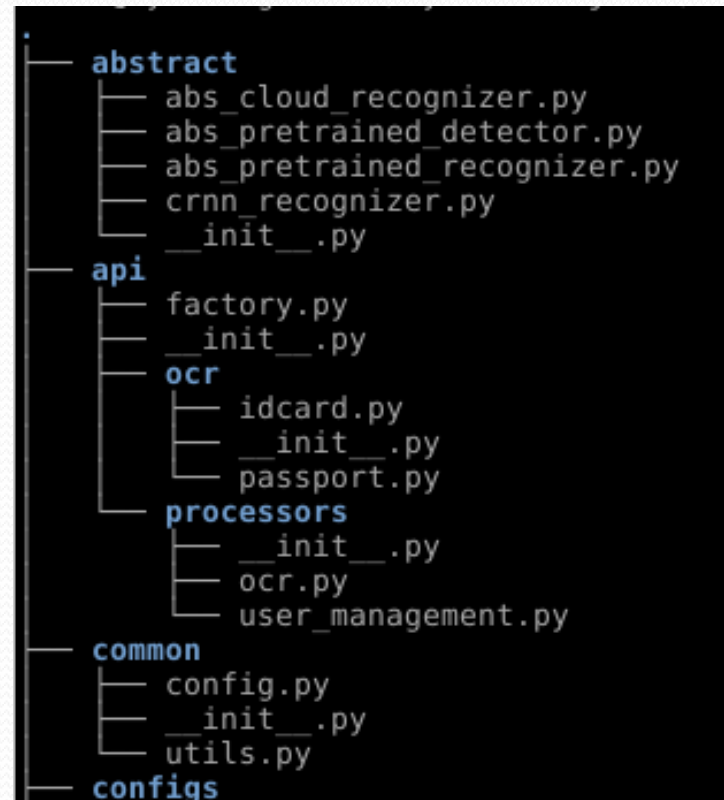 .
├── abstract
│   ├── abs_cloud_recognizer.py
│   ├── abs_pretrained_detector.py
│   ├── abs_pretrained_recognizer.py
│   ├── crnn_recognizer.py
│   └── __init__.py
├── api
│   ├── factory.py
│   ├── __init__.py
│   ├── ocr
│   │   ├── idcard.py
│   │   ├── __init__.py
│   │   └── passport.py
│   └── processors
│       ├── __init__.py
│       ├── ocr.py
│       └── user_management.py
├── common
│   ├── config.py
│   ├── __init__.py
│   └── utils.py
├── configs